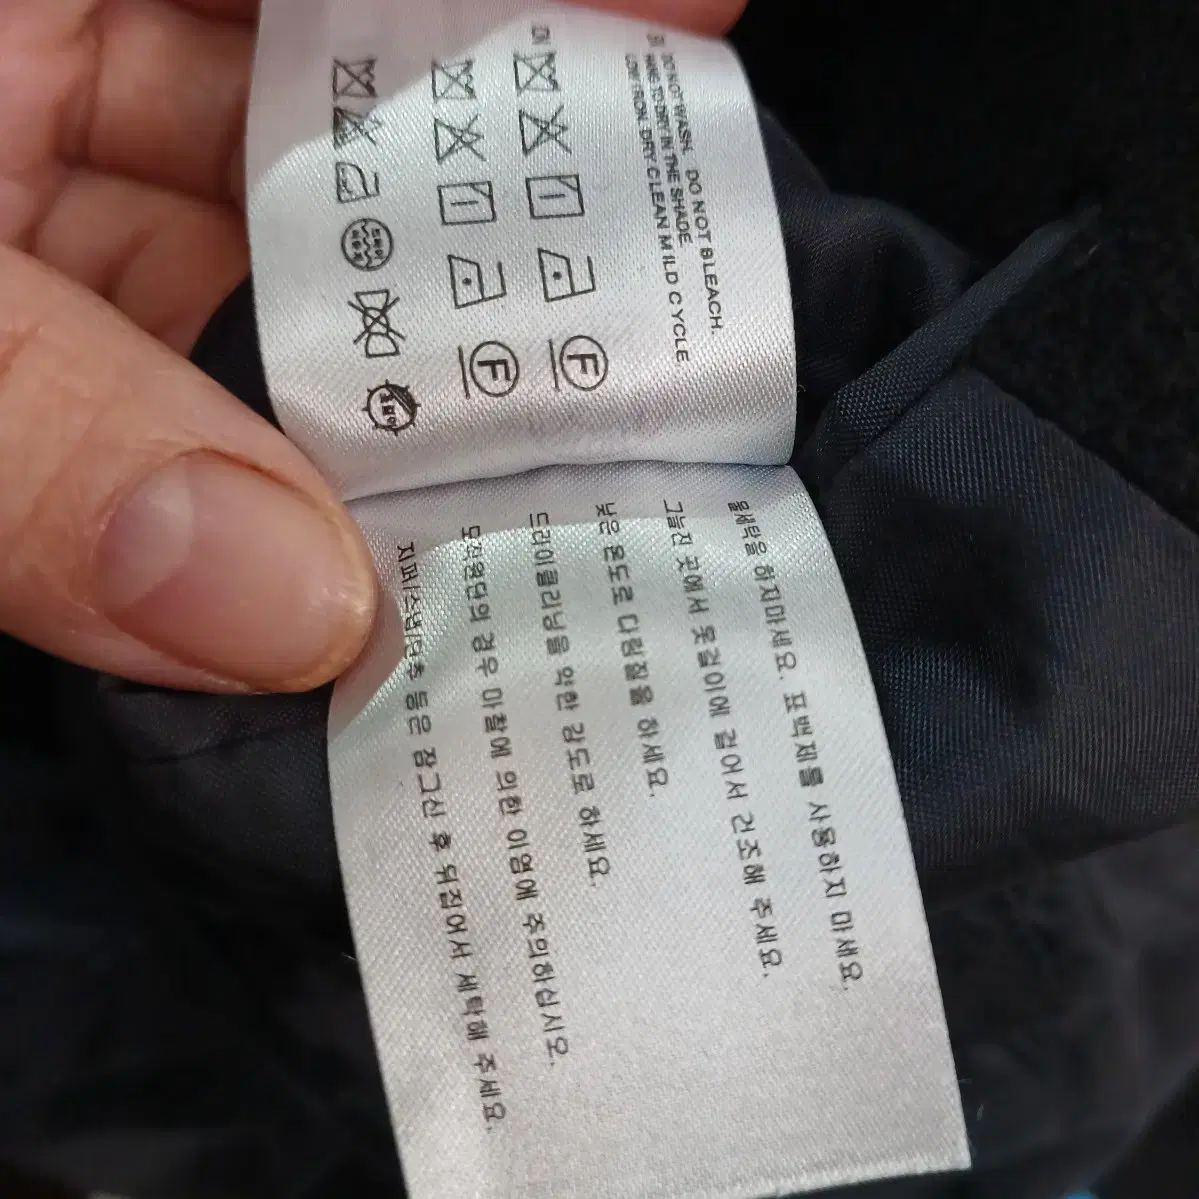 DO NOT WASH. DO NOT BLEACH.
HANG TO DRY IN THE SHADE
LOW IRON. DRY CLEAN MILD CYCLE
F
F
물세탁을 하지마세요. 표백제를 사용하지 마세요.
그늘진 곳에서 옷걸이에 걸어서 건조해 주세요.
낮은 온도로 다림질을 하세요.
드라이클리닝을 약한 강도로 하세요.
모직원단의 경우 마찰에 의한 이염에 주의하십시오.
지퍼/스냅/단추 등은 잠그신 후 뒤집어서 세탁해 주세요.